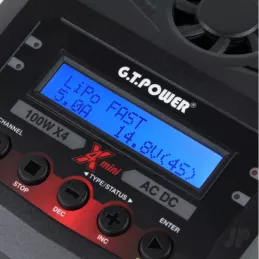 G.T.POWER
LiPo FAST
5.0A 14.8V(4S)
100W X4
X4 mini
AC DC
CHANNEL
TYPE/STATUS
STOP
DEC
INC
ENTER